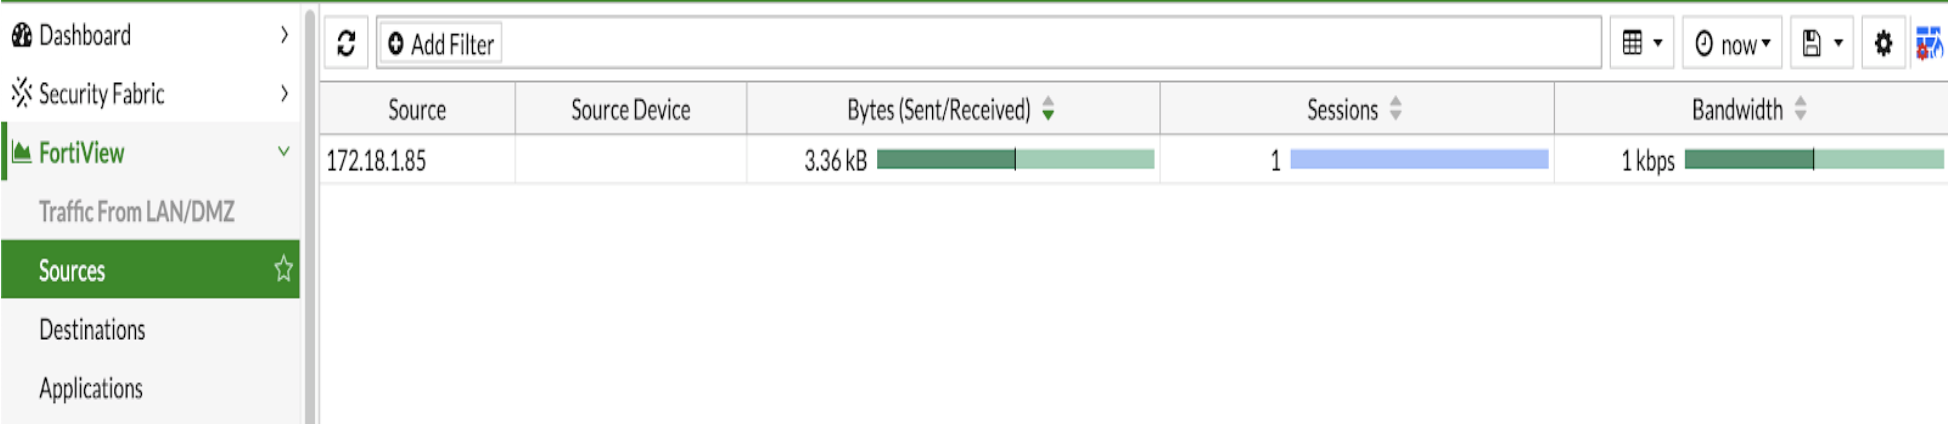 Dashboard
Security Fabric
FortiView
Traffic From LAN/DMZ
Sources
Destinations
Applications
Add Filter
now
Source Source Device Bytes (Sent/Received) Sessions Bandwidth
172.18.1.85 3.36 kB 1 1 kbps